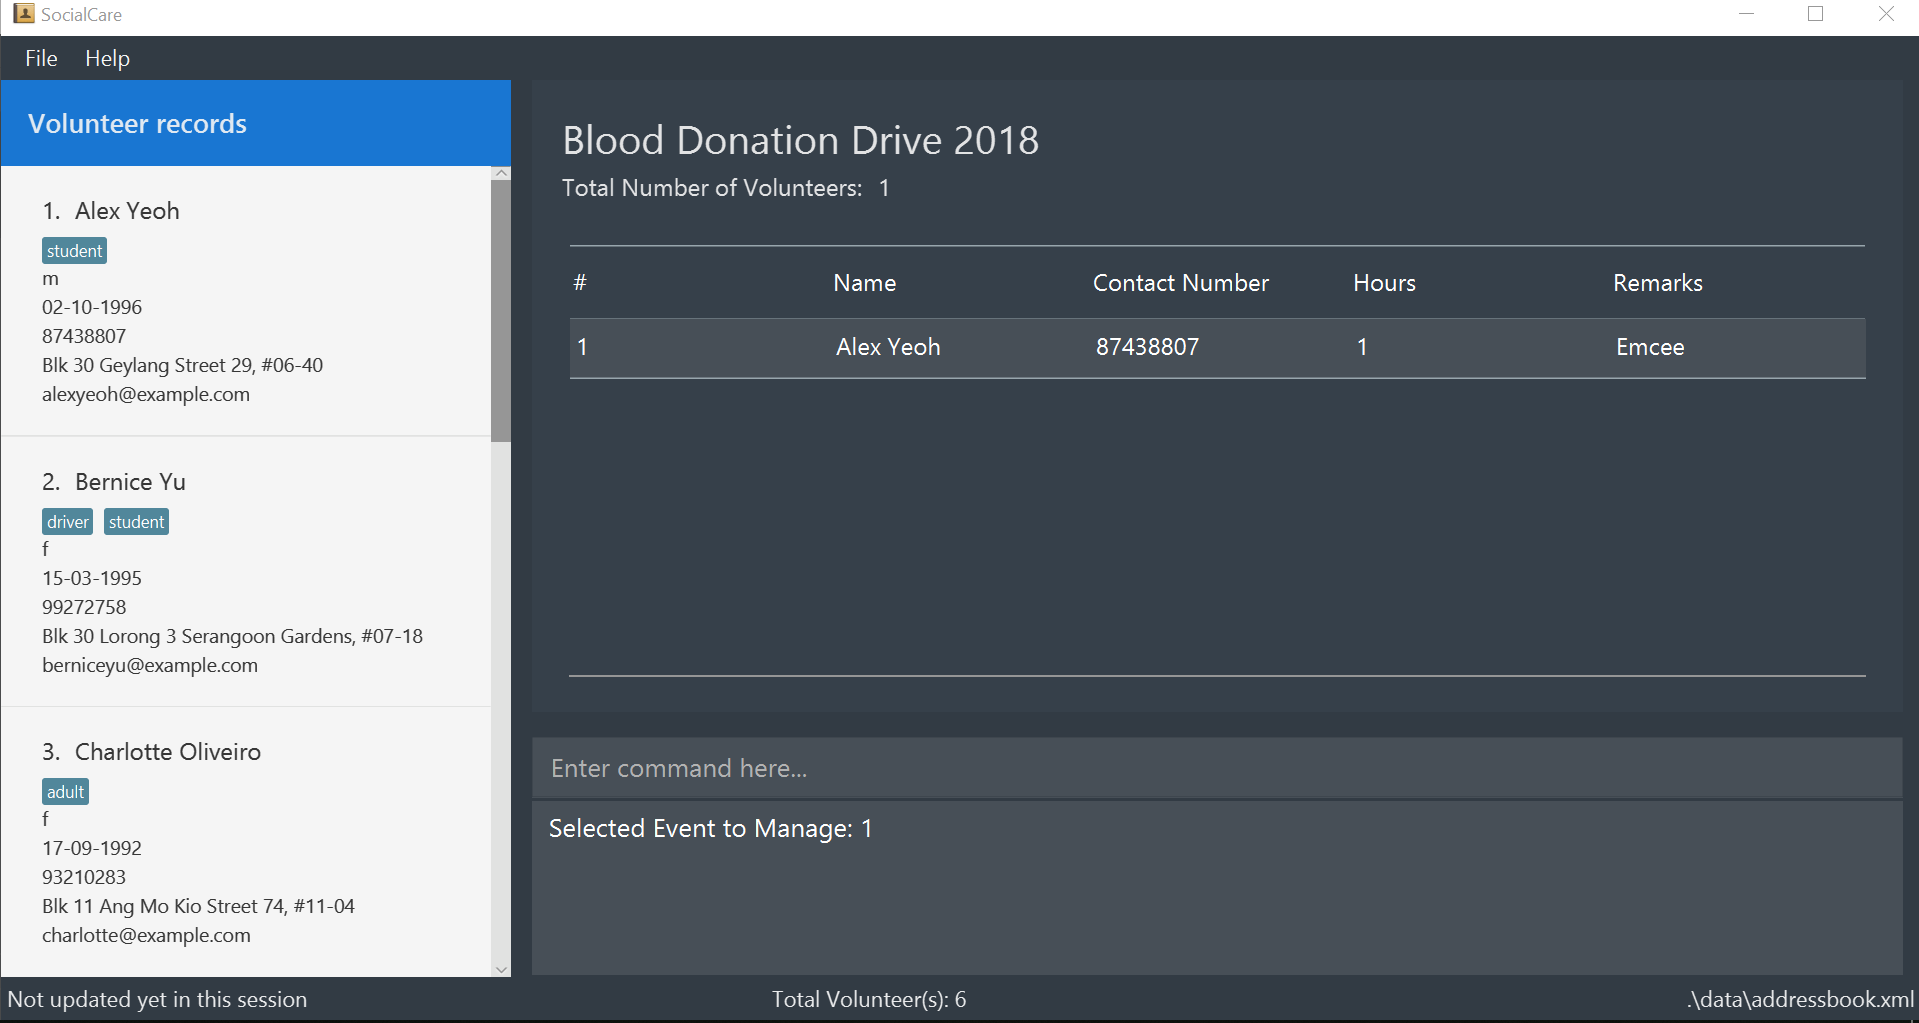 SocialCare
File Help
Volunteer records
1. Alex Yeoh
student
m
02-10-1996
87438807
Blk 30 Geylang Street 29, #06-40
alexyeoh@example.com
2. Bernice Yu
driver student
f
15-03-1995
99272758
Blk 30 Lorong 3 Serangoon Gardens, #07-18
berniceyu@example.com
3. Charlotte Oliveiro
adult
f
17-09-1992
93210283
Blk 11 Ang Mo Kio Street 74, #11-04
charlotte@example.com
Blood Donation Drive 2018
Total Number of Volunteers: 1
# Name Contact Number Hours Remarks
1 Alex Yeoh 87438807 1 Emcee
Enter command here...
Selected Event to Manage: 1
Not updated yet in this session Total Volunteer(s): 6 .\data\addressbook.xml